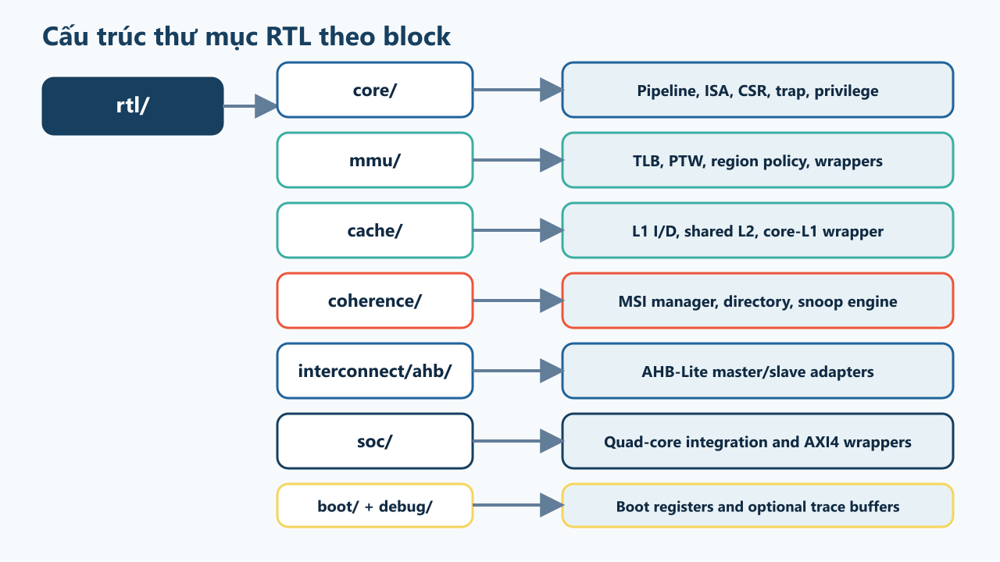 Cấu trúc thư mục RTL theo block
rtl/
core/
Pipeline, ISA, CSR, trap, privilege
mmu/
TLB, PTW, region policy, wrappers
cache/
L1 I/D, shared L2, core-L1 wrapper
coherence/
MSI manager, directory, snoop engine
interconnect/ahb/
AHB-Lite master/slave adapters
soc/
Quad-core integration and AXI4 wrappers
boot/ + debug/
Boot registers and optional trace buffers